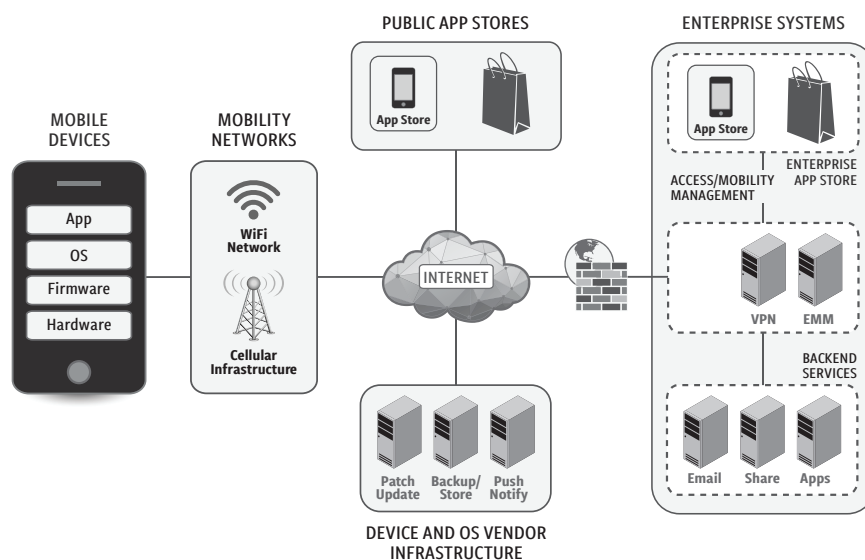 PUBLIC APP STORES
App Store
ENTERPRISE SYSTEMS
App Store
ENTERPRISE
APP STORE
MOBILE
DEVICES
App
OS
Firmware
Hardware
MOBILITY
NETWORKS
WiFi
Network
Cellular
Infrastructure
INTERNET
ACCESS/MOBILITY
MANAGEMENT
VPN
EMM
BACKEND
SERVICES
Email
Share
Apps
Patch
Update
Backup/
Store
Push
Notify
DEVICE AND OS VENDOR
INFRASTRUCTURE